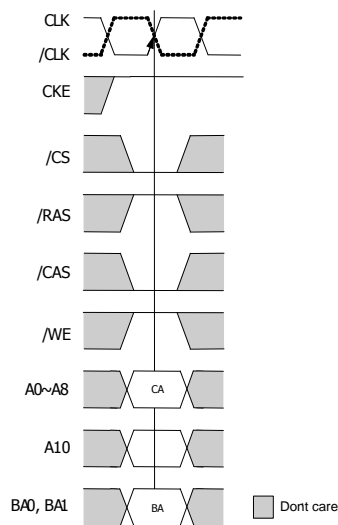 CLK
/CLK
CKE
/CS
/RAS
/CAS
/WE
A0~A8
CA
A10
BA0, BA1
BA
Dont care